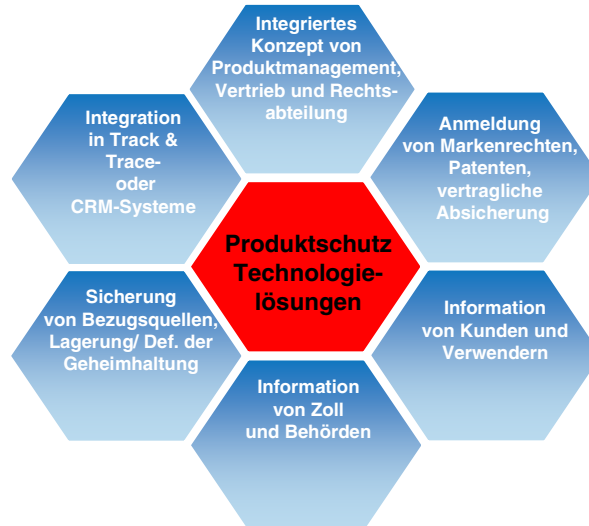 Integriertes
Konzept von
Produktmanagement,
Vertrieb und Rechts-
abteilung
Anmeldung
von Markenrechten,
Patenten,
vertragliche
Absicherung
Information
von Kunden und
Verwendern
Information
von Zoll
und Behörden
Sicherung
von Bezugsquellen,
Lagerung/ Def. der
Geheimhaltung
Integration
in Track &
Trace-
oder
CRM-Systeme
Produktschutz
Technologie-
lösungen